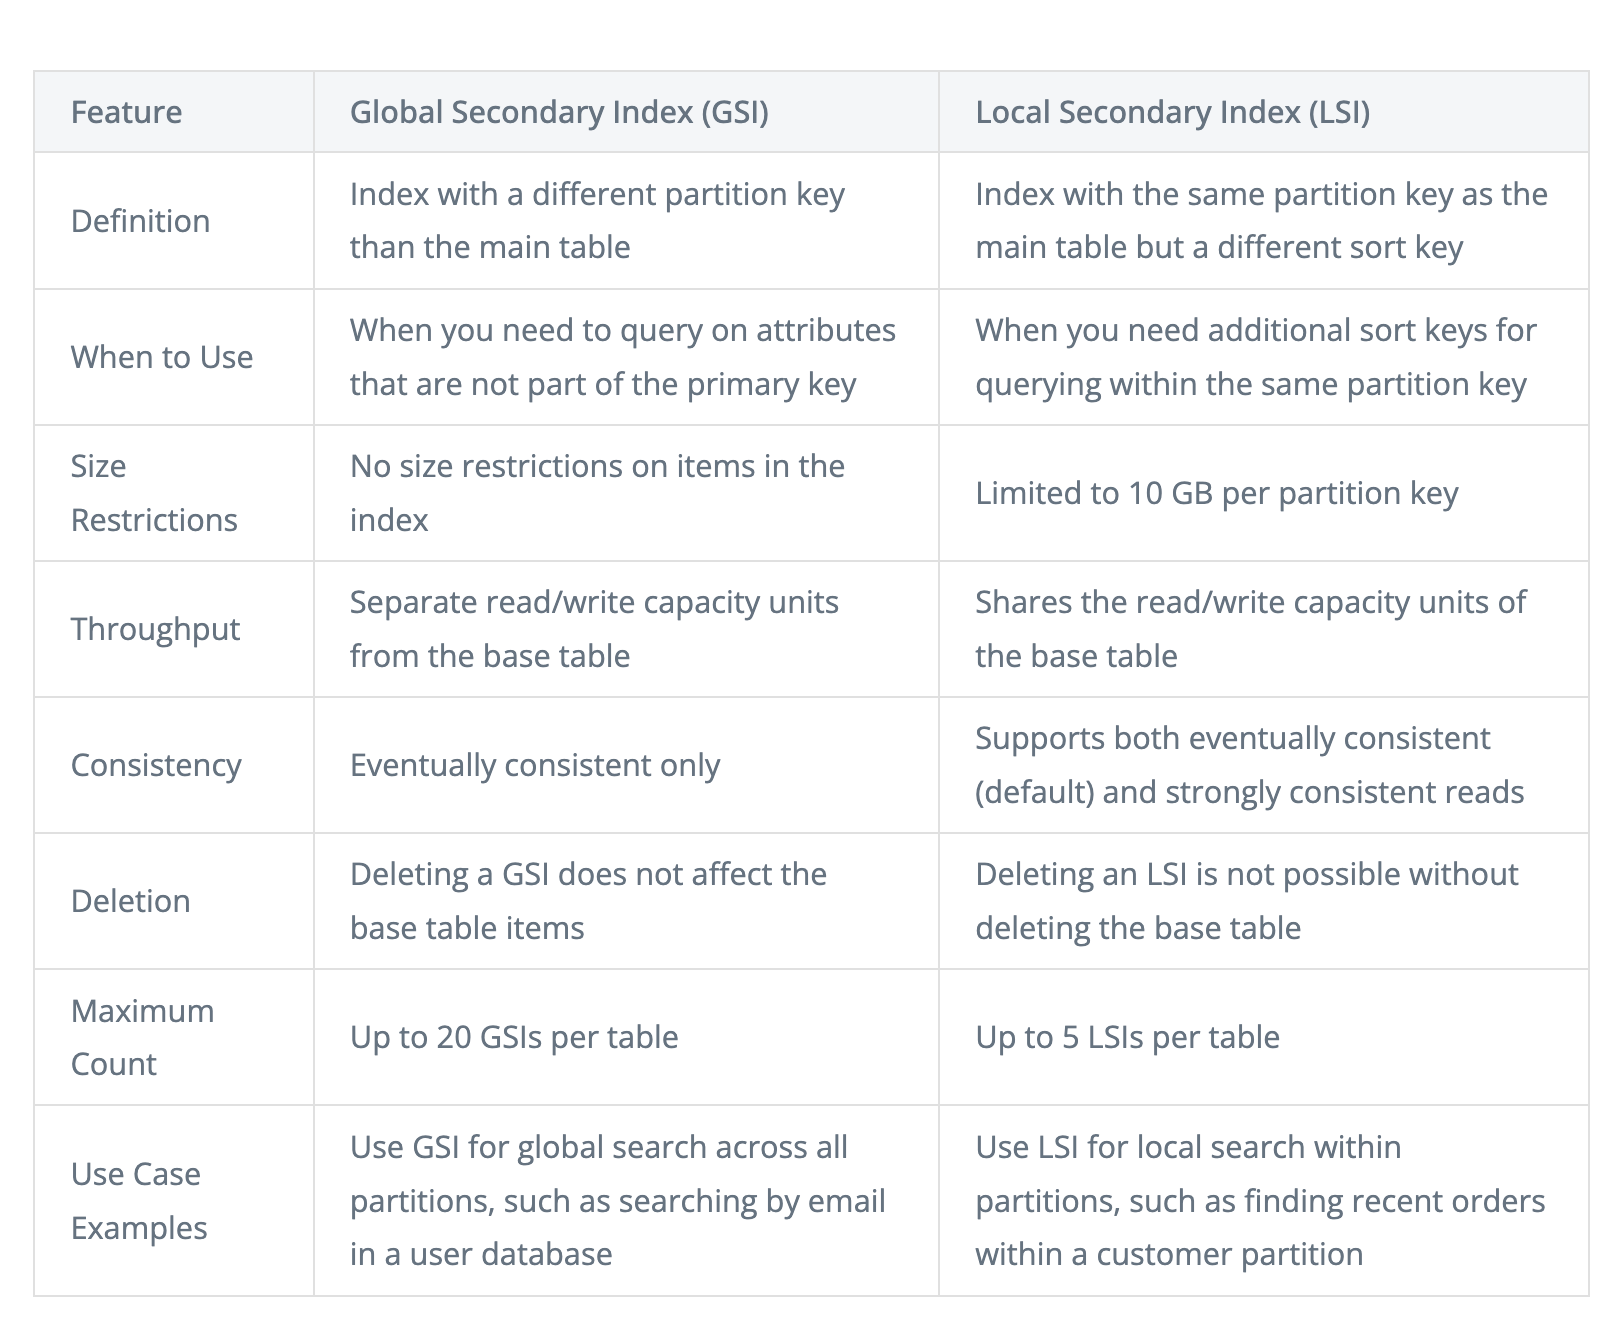 Feature
Global Secondary Index (GSI)
Local Secondary Index (LSI)
Definition
Index with a different partition key
than the main table
Index with the same partition key as the
main table but a different sort key
When to Use
When you need to query on attributes
that are not part of the primary key
When you need additional sort keys for
querying within the same partition key
Size
Restrictions
No size restrictions on items in the
index
Limited to 10 GB per partition key
Throughput
Separate read/write capacity units
from the base table
Shares the read/write capacity units of
the base table
Consistency
Eventually consistent only
Supports both eventually consistent
(default) and strongly consistent reads
Deletion
Deleting a GSI does not affect the
base table items
Deleting an LSI is not possible without
deleting the base table
Maximum
Count
Up to 20 GSIs per table
Up to 5 LSIs per table
Use Case
Examples
Use GSI for global search across all
partitions, such as searching by email
in a user database
Use LSI for local search within
partitions, such as finding recent orders
within a customer partition